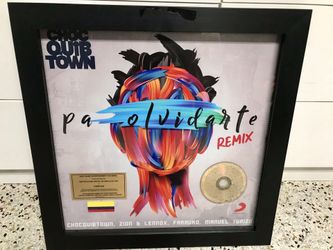 CHOC
QUIB
TOWN
pa olvidarte
REMIX
CHOCQUIBTOWN, ZION & LENNOX, FARRUKO, MANUEL TURIZO